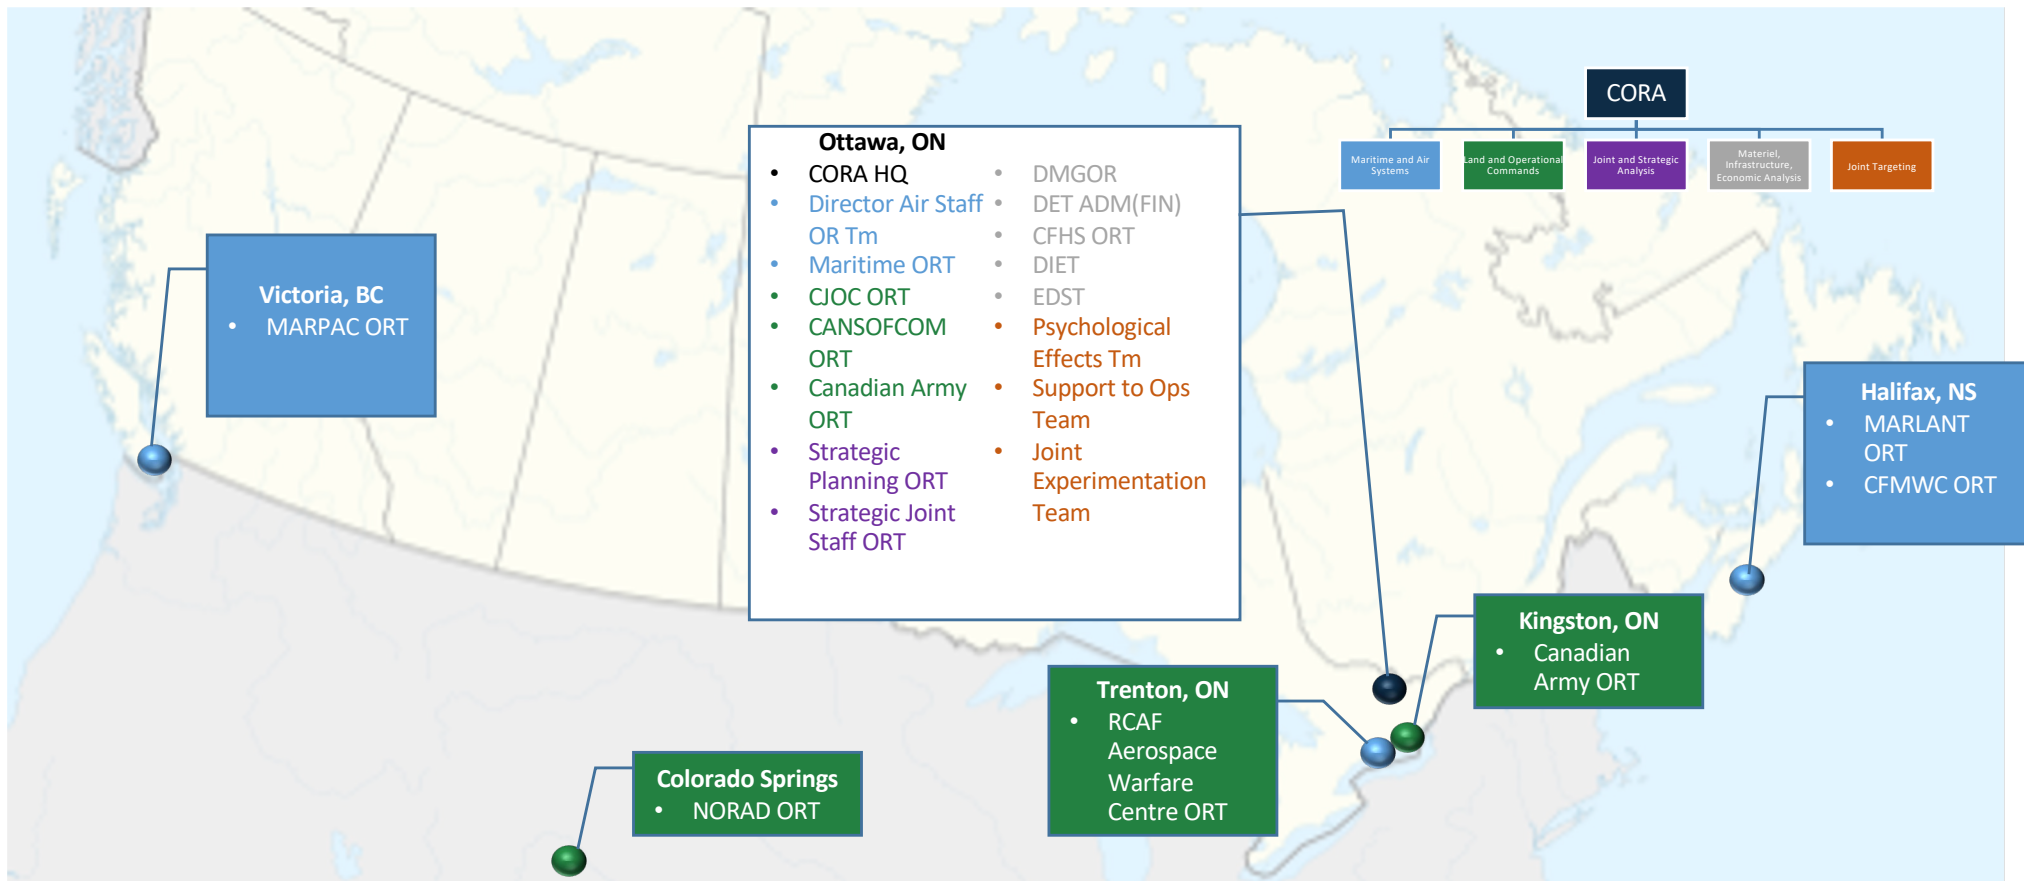 CORA
Maritime and Air
Systems
Land and Operational
Commands
Joint and Strategic
Analysis
Materiel,
Infrastructure,
Economic Analysis
Joint Targeting
Ottawa, ON
• CORA HQ
• Director Air Staff
OR Tm
• Maritime ORT
• CJOC ORT
• CANSOFCOM
ORT
• Canadian Army
ORT
• Strategic
Planning ORT
• Strategic Joint
Staff ORT
• DMGOR
• DET ADM(FIN)
• CFHS ORT
• DIET
• EDST
• Psychological
Effects Tm
• Support to Ops
Team
• Joint
Experimentation
Team
Victoria, BC
• MARPAC ORT
Halifax, NS
• MARLANT
ORT
• CFMWC ORT
Kingston, ON
• Canadian
Army ORT
Trenton, ON
• RCAF
Aerospace
Warfare
Centre ORT
Colorado Springs
• NORAD ORT